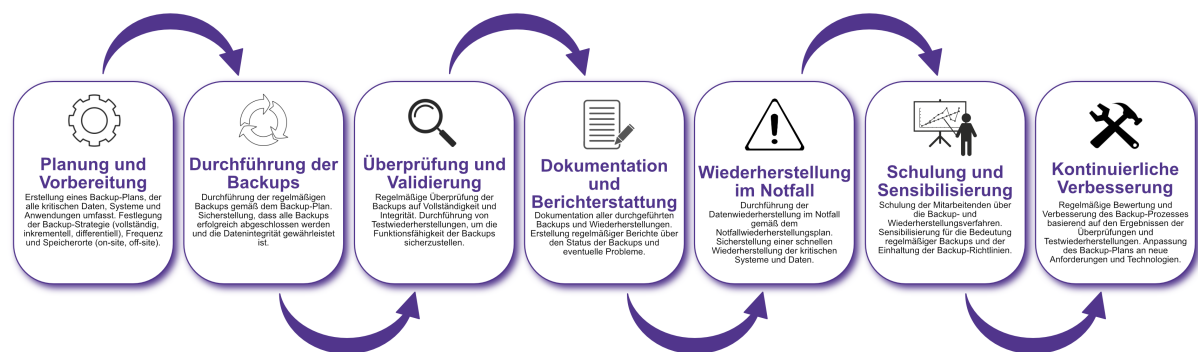 Planung und
Vorbereitung
Erstellung eines Backup-Plans, der
alle kritischen Daten, Systeme und
Anwendungen umfasst. Festlegung
der Backup-Strategie (vollständig,
inkrementell, differentiell), Frequenz
und Speicherorte (on-site, off-site).
Durchführung der
Backups
Durchführung der regelmäßigen
Backups gemäß dem Backup-Plan.
Sicherstellung, dass alle Backups
erfolgreich abgeschlossen werden
und die Datenintegrität gewährleistet
ist.
Überprüfung und
Validierung
Regelmäßige Überprüfung der
Backups auf Vollständigkeit und
Integrität. Durchführung von
Testwiederherstellungen, um die
Funktionsfähigkeit der Backups
sicherzustellen.
Dokumentation
und
Berichterstattung
Dokumentation aller durchgeführten
Backups und Wiederherstellungen.
Erstellung regelmäßiger Berichte über
den Status der Backups und
eventuelle Probleme.
Wiederherstellung
im Notfall
Durchführung der
Datenwiederherstellung im Notfall
gemäß dem
Notfallwiederherstellungsplan.
Sicherstellung einer schnellen
Wiederherstellung der kritischen
Systeme und Daten.
Schulung und
Sensibilisierung
Schulung der Mitarbeitenden über
die Backup- und
Wiederherstellungsverfahren.
Sensibilisierung für die Bedeutung
regelmäßiger Backups und der
Einhaltung der Backup-Richtlinien.
Kontinuierliche
Verbesserung
Regelmäßige Bewertung und
Verbesserung des Backup-Prozesses
basierend auf den Ergebnissen der
Überprüfungen und
Testwiederherstellungen. Anpassung
des Backup-Plans an neue
Anforderungen und Technologien.